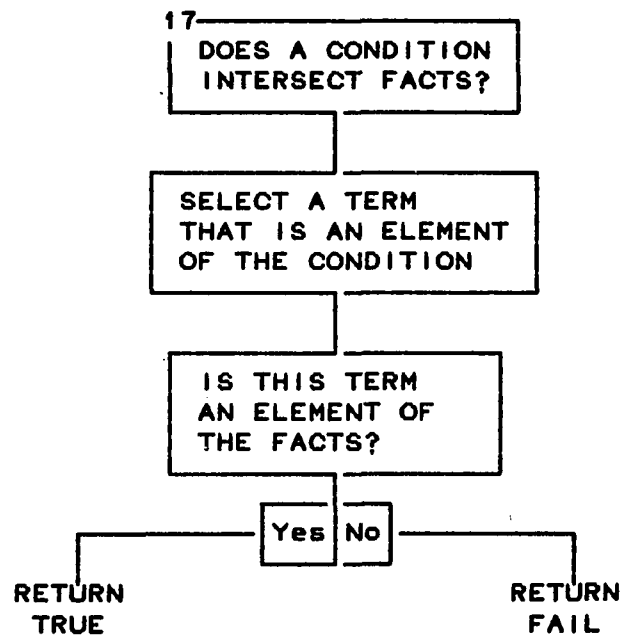 17
DOES A CONDITION
INTERSECT FACTS?
SELECT A TERM
THAT IS AN ELEMENT
OF THE CONDITION
IS THIS TERM
AN ELEMENT OF
THE FACTS?
Yes No
RETURN
TRUE
RETURN
FAIL